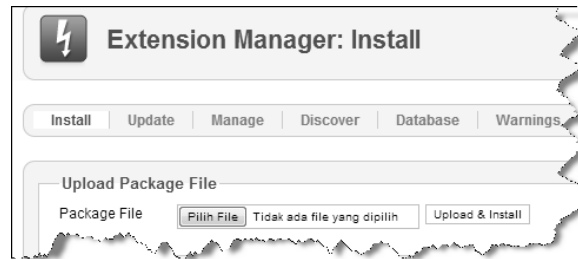 Extension Manager: Install
Install Update Manage Discover Database Warnings
Upload Package File
Package File Pilih File Tidak ada file yang dipilih Upload & Install